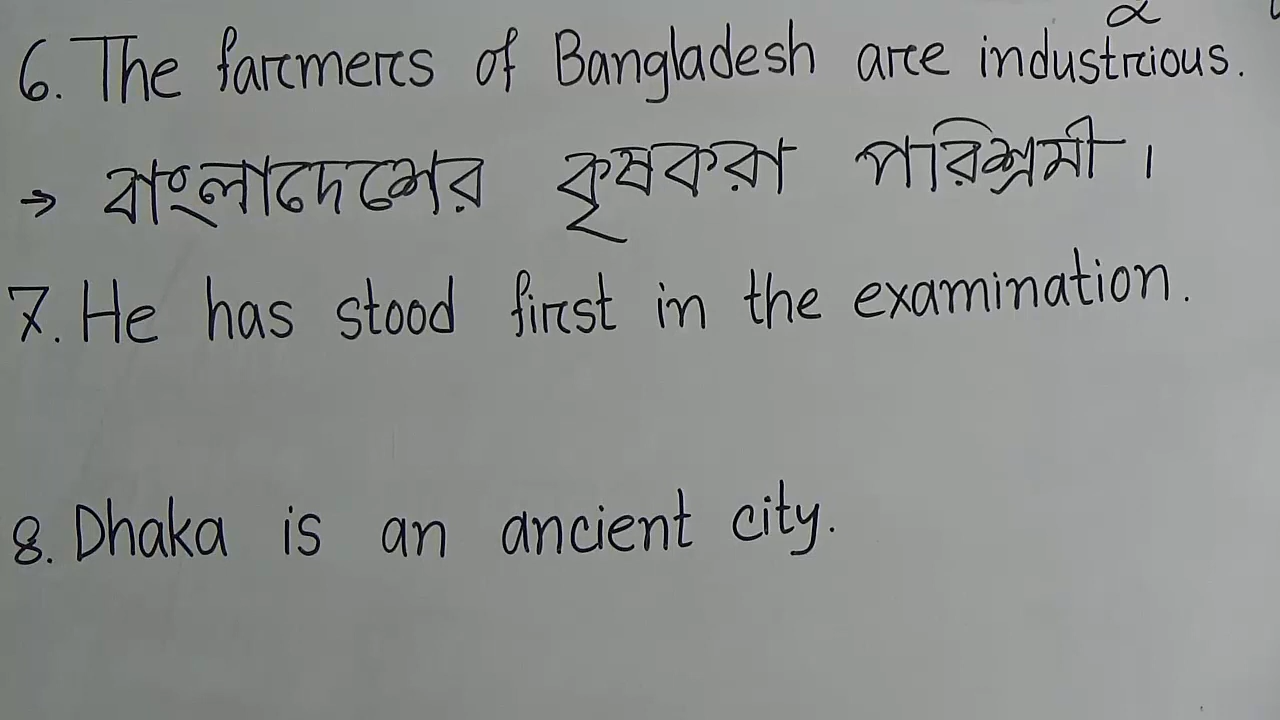 6. The farmers of Bangladesh are industrious.
→ বাংলাদেশের কৃষকরা পরিশ্রমী।
7. He has stood first in the examination.
8. Dhaka is an ancient city.